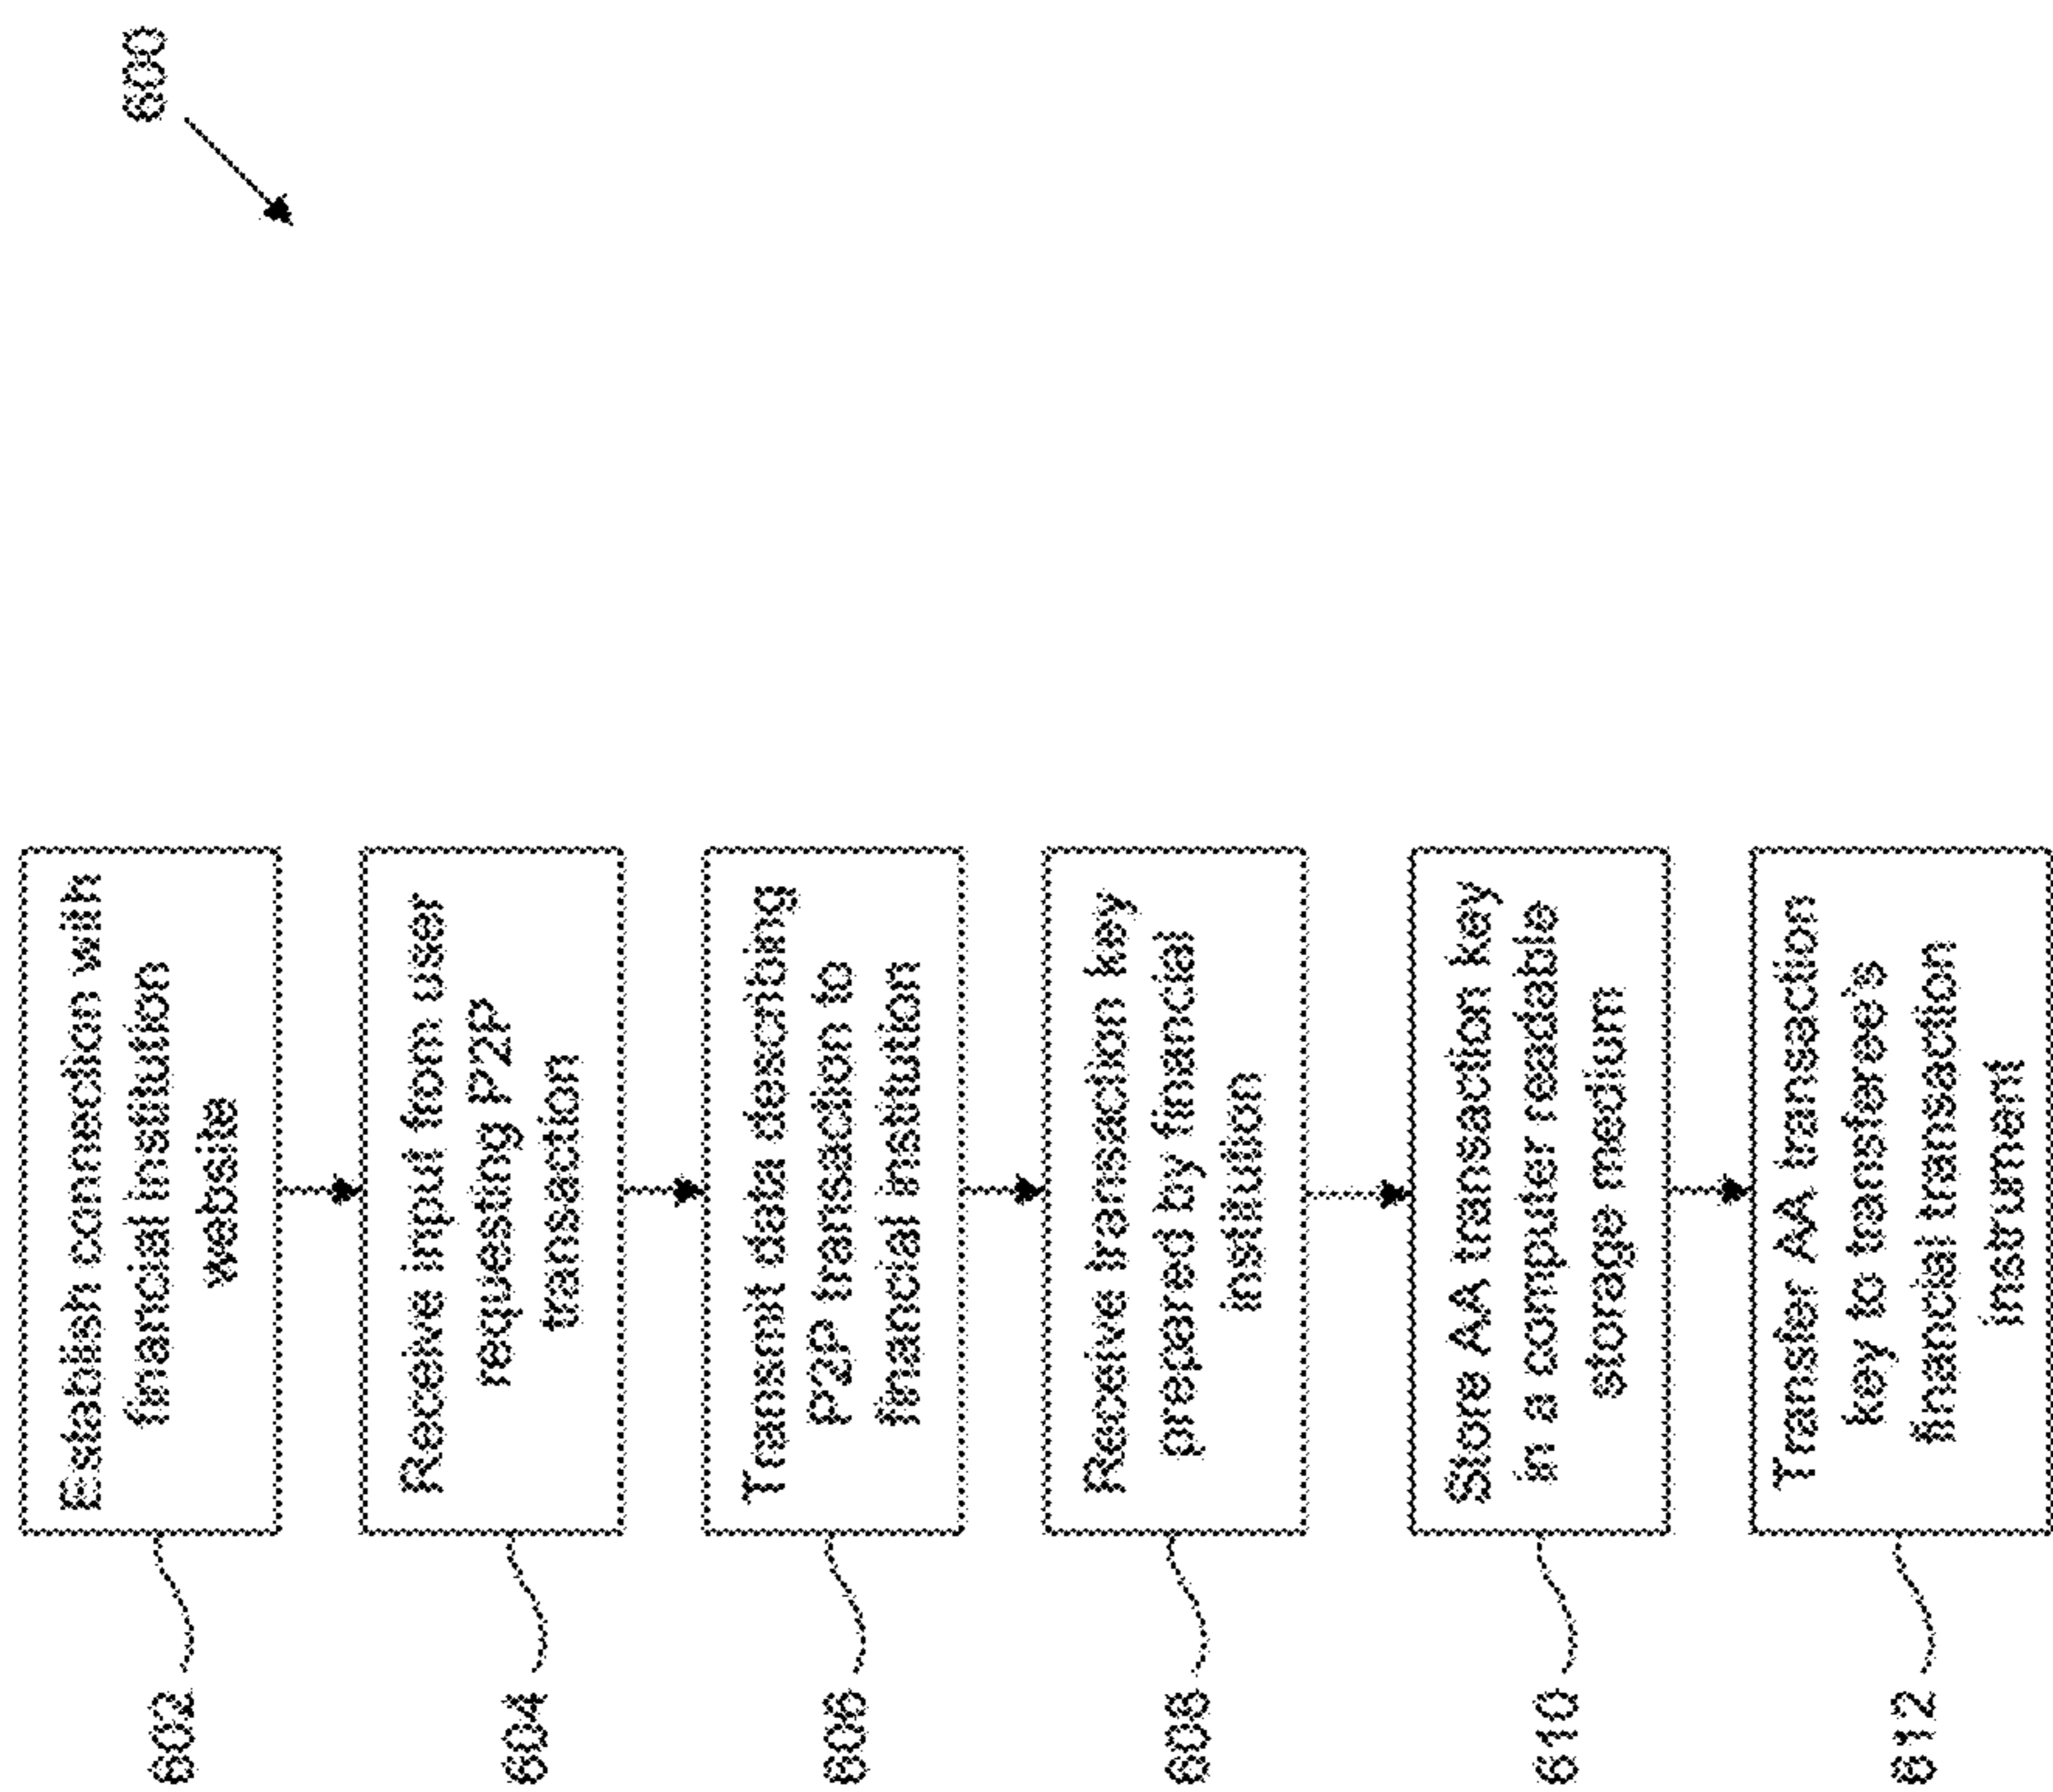 600
602
Establish connection with
financial institution
website
604
Receive input from user
requesting P2P
transaction
606
Transmit data describing
P2P transaction to
financial institution
608
Receive transaction key
prepared by financial
institution
610
Store AA transaction key
in a computer readable
storage medium
612
Transfer AA transaction
key to transferee's
financial transaction
instrument